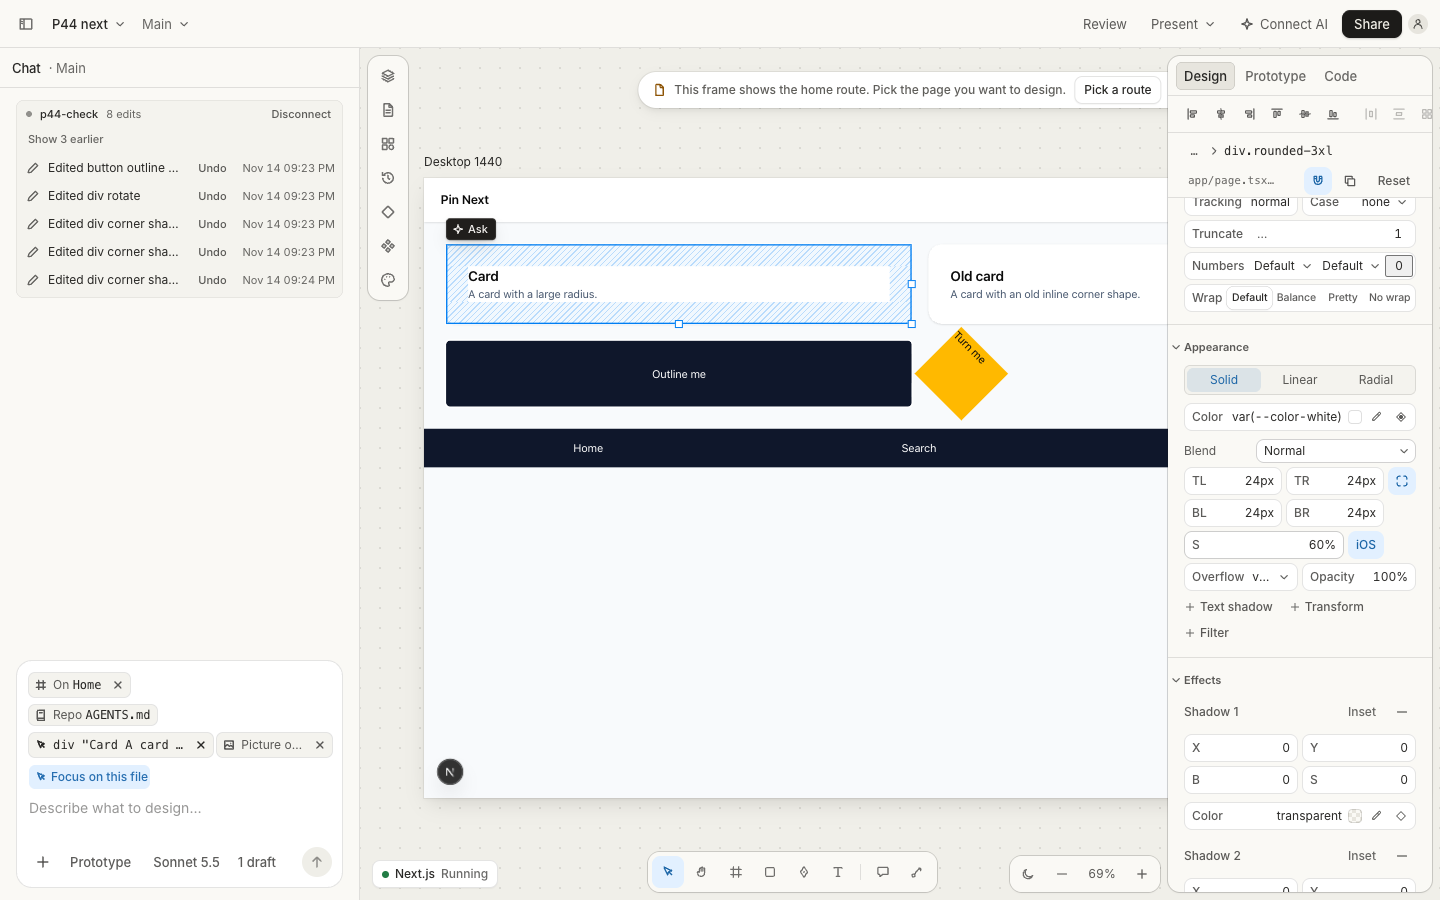 P44 next
Main
Review
Present
Connect AI
Share
Chat · Main
p44-check 8 edits Disconnect
Show 3 earlier
Edited button outline ... Undo Nov 14 09:23 PM
Edited div rotate Undo Nov 14 09:23 PM
Edited div corner sha... Undo Nov 14 09:23 PM
Edited div corner sha... Undo Nov 14 09:23 PM
Edited div corner sha... Undo Nov 14 09:24 PM
On Home
Repo AGENTS.md
div "Card A card …
Picture o...
Focus on this file
Describe what to design...
Prototype Sonnet 5.5 1 draft
This frame shows the home route. Pick the page you want to design.
Pick a route
Desktop 1440
Pin Next
Ask
Card
A card with a large radius.
Old card
A card with an old inline corner shape.
Outline me
Turn me
Home
Search
N
Next.js Running
69%
Design Prototype Code
… div.rounded-3xl
app/page.tsx… Reset
Tracking normal Case none
Truncate ... 1
Numbers Default Default 0
Wrap Default Balance Pretty No wrap
Appearance
Solid Linear Radial
Color var(--color-white)
Blend Normal
TL 24px TR 24px
BL 24px BR 24px
S 60% iOS
Overflow v... Opacity 100%
Text shadow Transform
Filter
Effects
Shadow 1 Inset
X 0 Y 0
B 0 S 0
Color transparent
Shadow 2 Inset
X 0 Y 0